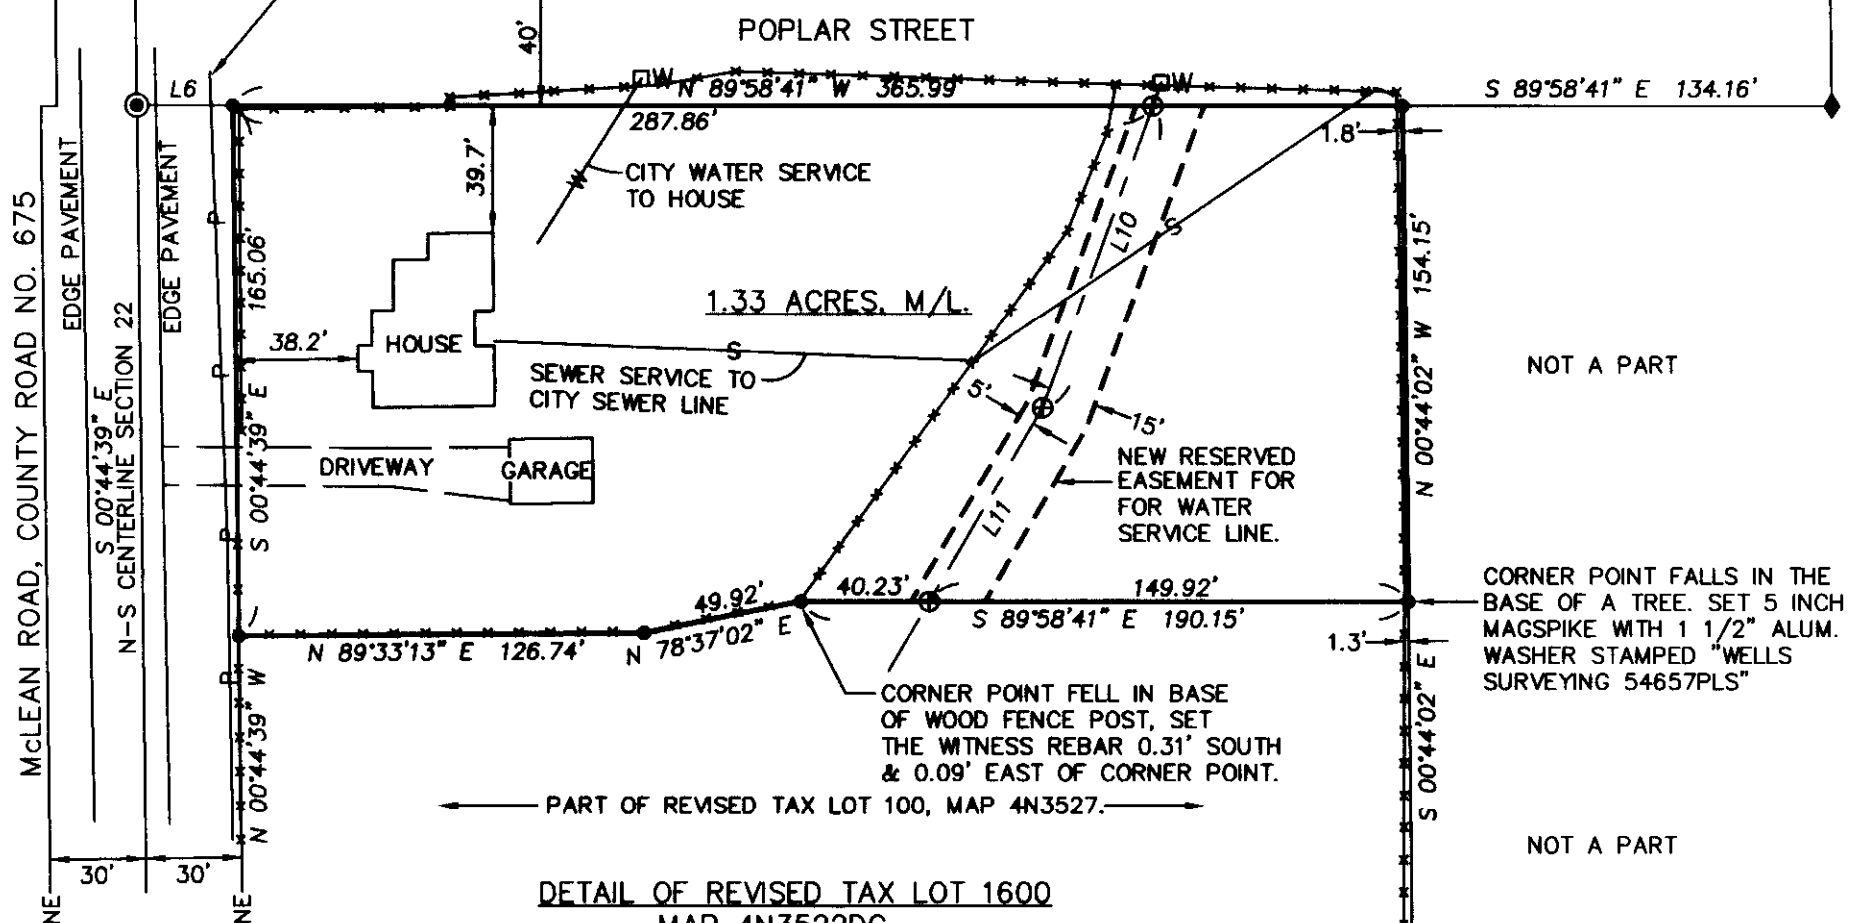 POPLAR STREET
40'
L6
W
W
N 89°58'41" W 365.99'
S 89°58'41" E 134.16'
287.86'
1.8'
39.7'
CITY WATER SERVICE
TO HOUSE
W
McLEAN ROAD, COUNTY ROAD NO. 675
EDGE PAVEMENT
S 00°44'39" E
N-S CENTERLINE SECTION 22
EDGE PAVEMENT
P
P
P
P
S 00°44'39" E 165.06'
L10
S
N 00°44'02" W 154.15'
1.33 ACRES, M/L.
38.2'
HOUSE
S
SEWER SERVICE TO
CITY SEWER LINE
NOT A PART
5'
15'
DRIVEWAY
GARAGE
NEW RESERVED
EASEMENT FOR
FOR WATER
SERVICE LINE.
L11
49.92'
40.23'
149.92'
S 89°58'41" E 190.15'
N 89°33'13" E 126.74'
N 78°37'02" E
1.3'
CORNER POINT FALLS IN THE
BASE OF A TREE. SET 5 INCH
MAGSPIKE WITH 1 1/2" ALUM.
WASHER STAMPED "WELLS
SURVEYING 54657PLS"
N 00°44'39" W
S 00°44'02" E
CORNER POINT FELL IN BASE
OF WOOD FENCE POST, SET
THE WITNESS REBAR 0.31' SOUTH
& 0.09' EAST OF CORNER POINT.
PART OF REVISED TAX LOT 100, MAP 4N3527.
NOT A PART
30'
30'
NE
NE
DETAIL OF REVISED TAX LOT 1600
MAP 4N3522DC